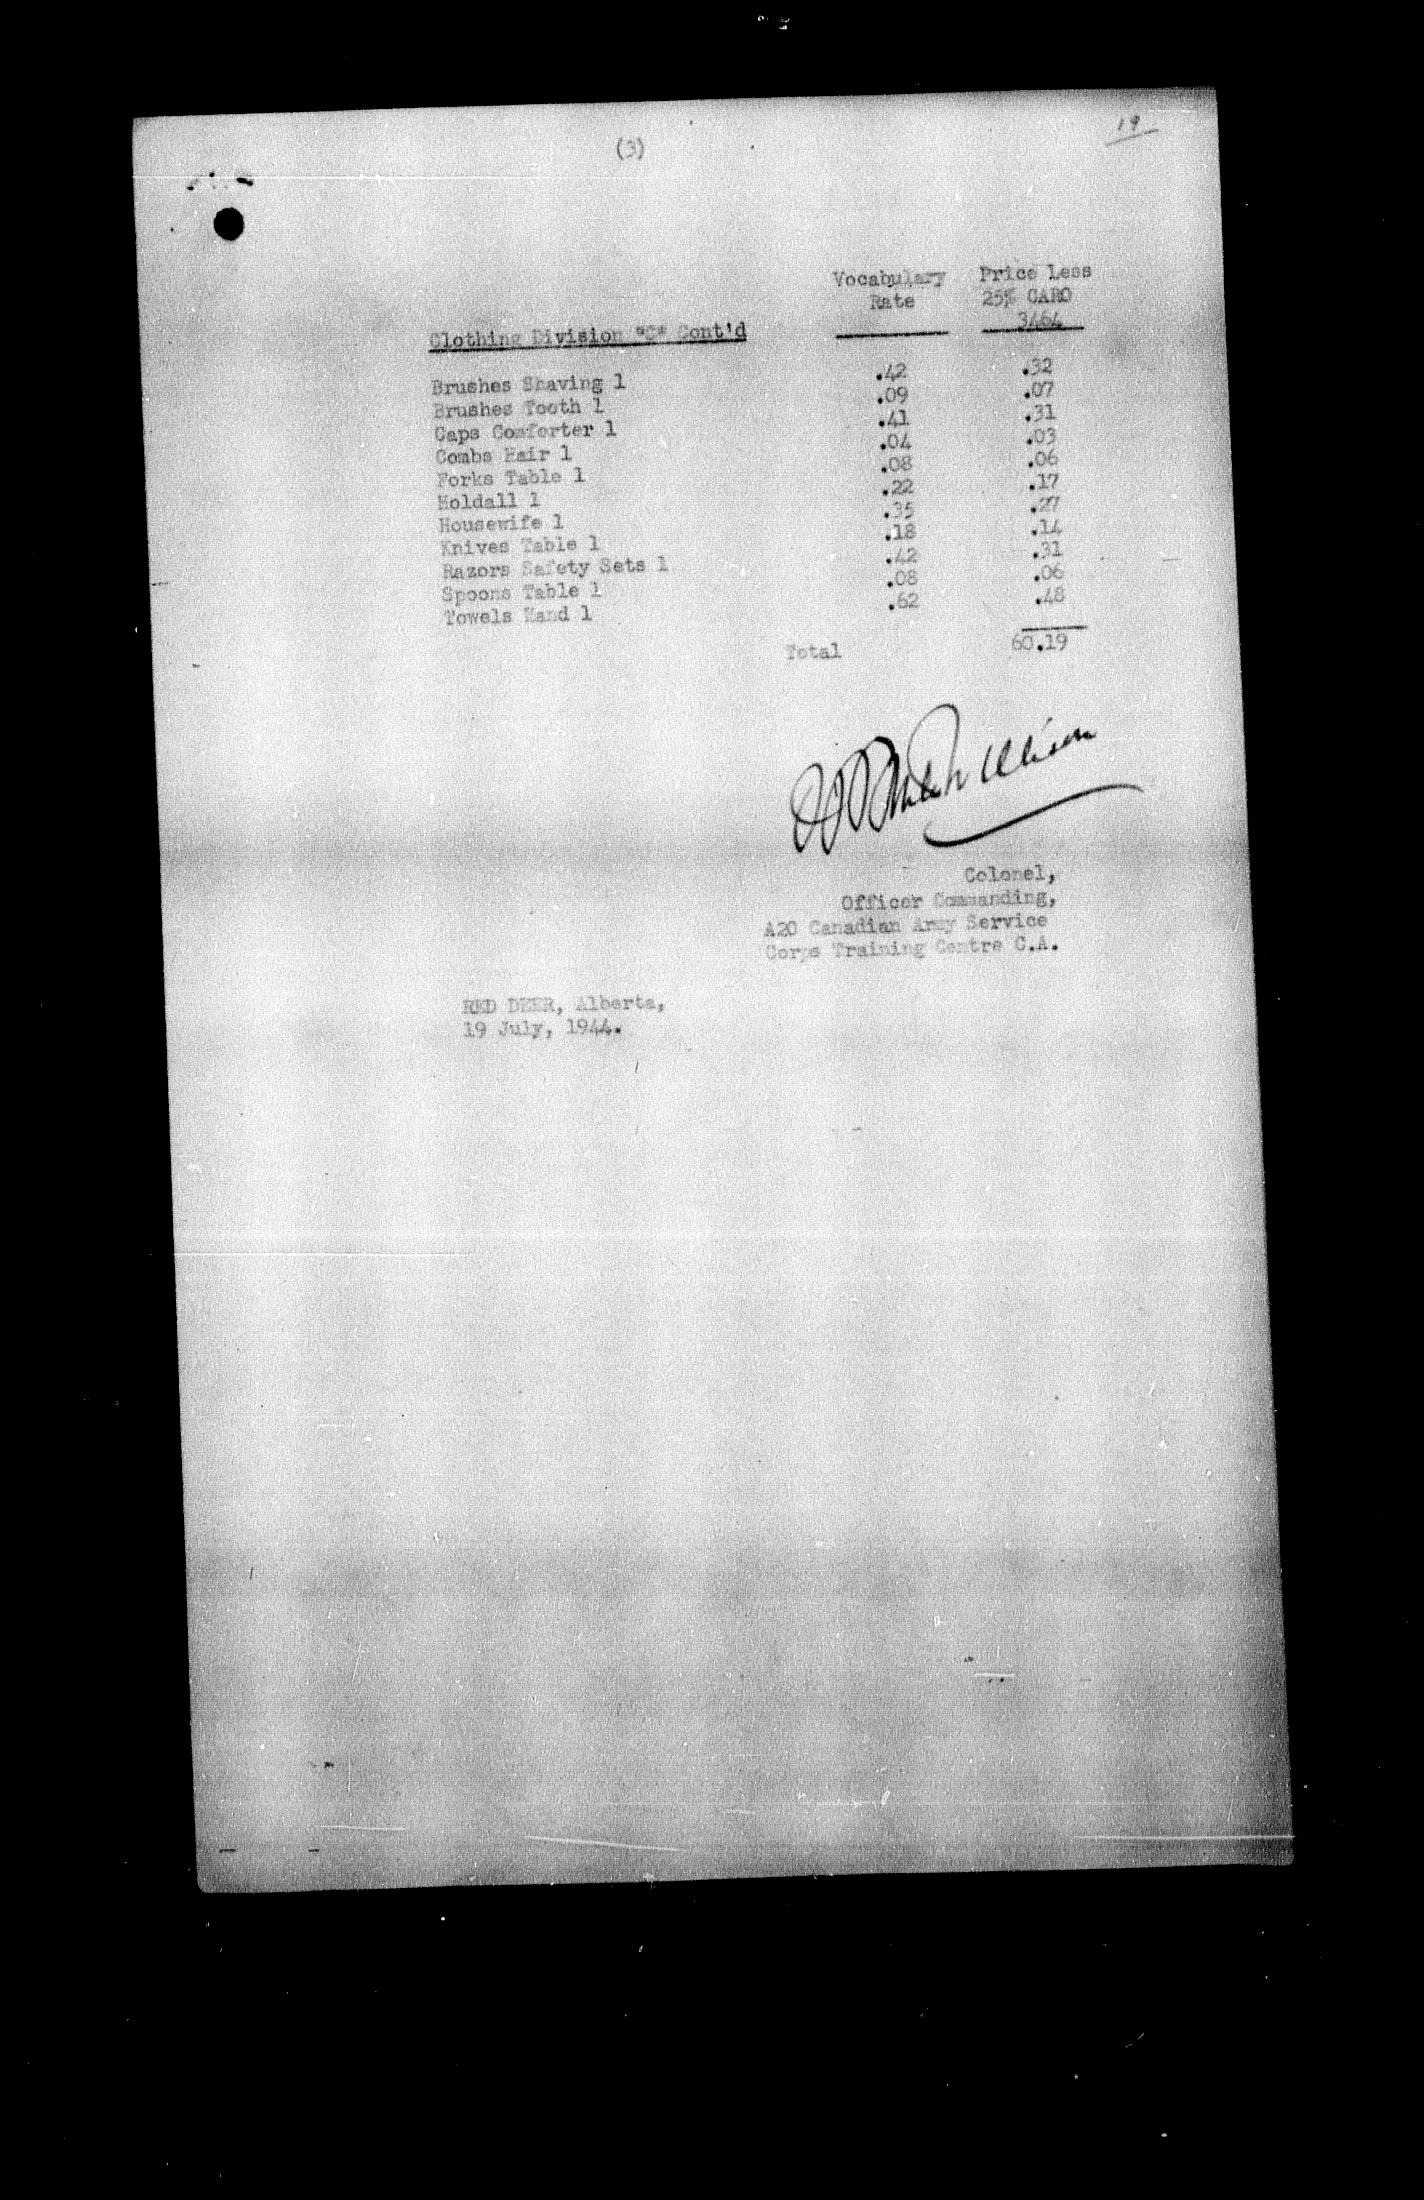 (3)
19
Vocabulary Price Less
Rate 25% CARO
3464
Clothing Division "C" Cont'd
Brushes Shaving 1 .42 .32
Brushes Tooth 1 .09 .07
Caps Comforter 1 .41 .31
Combs Hair 1 .04 .03
Forks Table 1 .08 .06
Holdall 1 .22 .17
Housewife 1 .35 .27
Knives Table 1 .18 .14
Razors Safety Sets 1 .42 .31
Spoons Table 1 .08 .06
Towels Hand 1 .62 .48
Total 60.19
Colonel,
Officer Commanding,
A20 Canadian Army Service
Corps Training Centre C.A.
RED DEER, Alberta,
19 July, 1944.